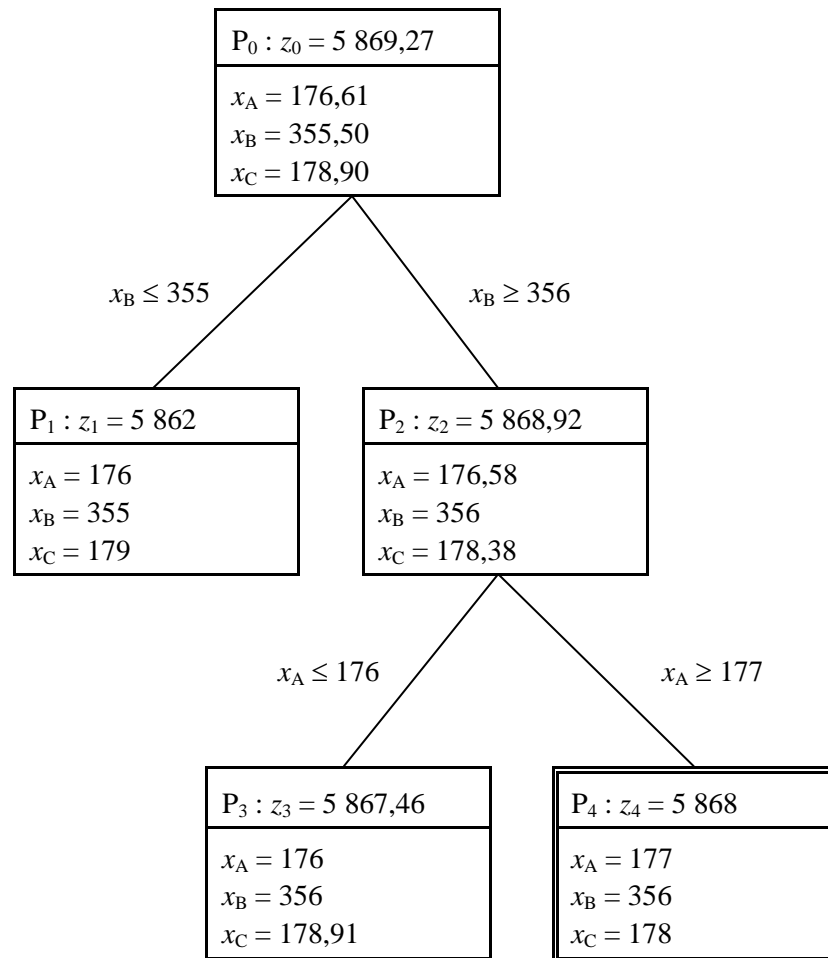 P₀ : z₀ = 5 869,27
x_A = 176,61
x_B = 355,50
x_C = 178,90
x_B ≤ 355
x_B ≥ 356
P₁ : z₁ = 5 862
x_A = 176
x_B = 355
x_C = 179
P₂ : z₂ = 5 868,92
x_A = 176,58
x_B = 356
x_C = 178,38
x_A ≤ 176
x_A ≥ 177
P₃ : z₃ = 5 867,46
x_A = 176
x_B = 356
x_C = 178,91
P₄ : z₄ = 5 868
x_A = 177
x_B = 356
x_C = 178